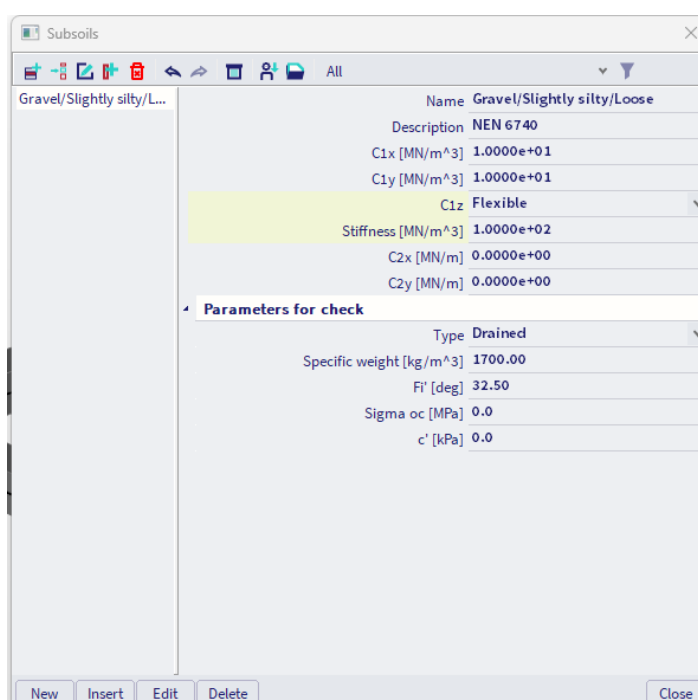 Subsoils
All
Gravel/Slightly silty/L...
Name Gravel/Slightly silty/Loose
Description NEN 6740
C1x [MN/m^3] 1.0000e+01
C1y [MN/m^3] 1.0000e+01
C1z Flexible
Stiffness [MN/m^3] 1.0000e+02
C2x [MN/m] 0.0000e+00
C2y [MN/m] 0.0000e+00
Parameters for check
Type Drained
Specific weight [kg/m^3] 1700.00
Fi' [deg] 32.50
Sigma oc [MPa] 0.0
c' [kPa] 0.0
New Insert Edit Delete Close